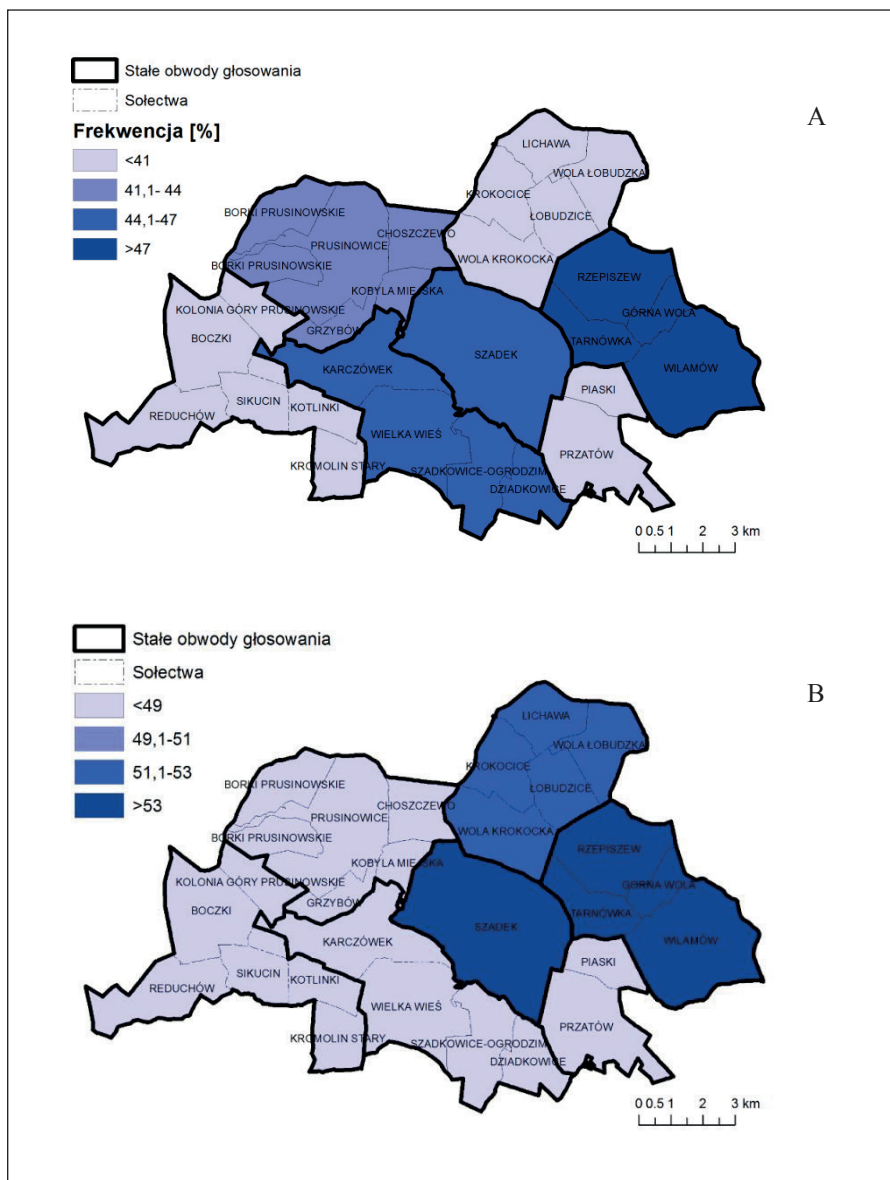 Stałe obwody głosowania
Sołectwa
Frekwencja [%]
<41
41,1- 44
44,1-47
>47
A
LICHAWA
WOLA ŁOBUDZKA
KROKOCICE
ŁOBUDZICE
WOLA KROKOCKA
BORKI PRUSINOWSKIE
PRUSINOWICE
CHOSZCZEWO
BORKI PRUSINOWSKIE
KOBYLA MIEJSKA
RZEPISZEW
GÓRNA WOLA
KOLONIA GÓRY PRUSINOWSKIE
GRZYBÓW
BOCZKI
TARNÓWKA
SZADEK
WILAMÓW
KARCZÓWEK
PIASKI
REDUCHÓW
SIKUCIN
KOTLINKI
WIELKA WIEŚ
PRZATÓW
KROMOLIN STARY
SZADKOWICE-OGRODZIM
DZIADKOWICE
0 0.5 1 2 3 km
Stałe obwody głosowania
Sołectwa
<49
49,1-51
51,1-53
>53
B
LICHAWA
WOLA ŁOBUDZKA
KROKOCICE
ŁOBUDZICE
WOLA KROKOCKA
BORKI PRUSINOWSKIE
PRUSINOWICE
CHOSZCZEWO
BORKI PRUSINOWSKIE
KOBYLA MIEJSKA
RZEPISZEW
GÓRNA WOLA
KOLONIA GÓRY PRUSINOWSKIE
GRZYBÓW
BOCZKI
TARNÓWKA
SZADEK
WILAMÓW
KARCZÓWEK
PIASKI
REDUCHÓW
SIKUCIN
KOTLINKI
WIELKA WIEŚ
PRZATÓW
KROMOLIN STARY
SZADKOWICE-OGRODZIM
DZIADKOWICE
0 0.5 1 2 3 km